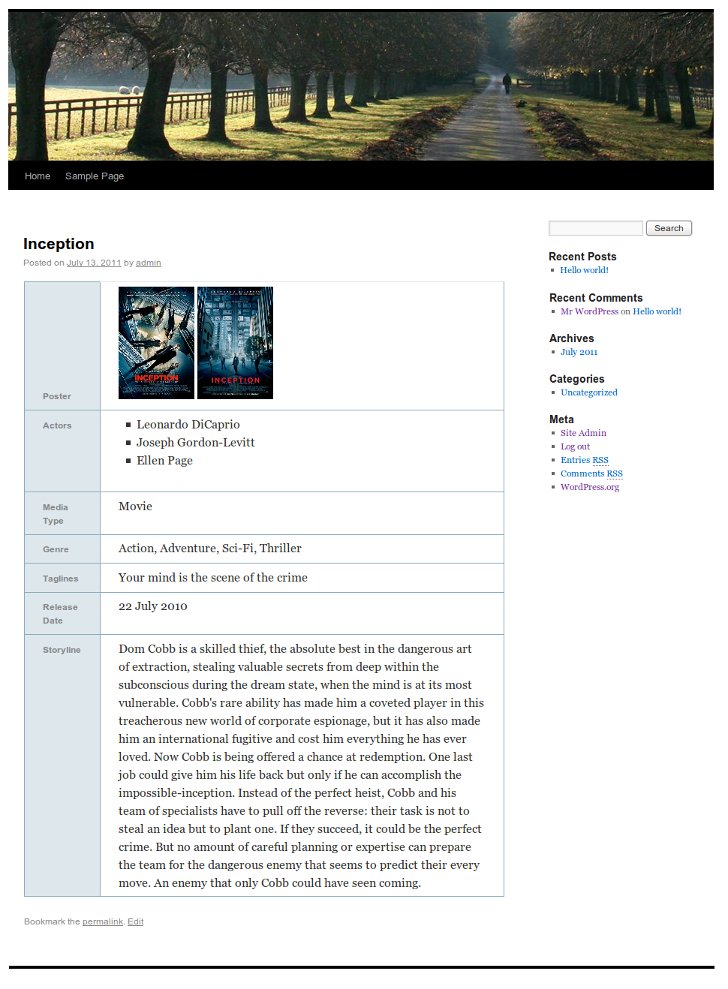 Home Sample Page
Search
Inception
Posted on July 13, 2011 by admin
Poster
INCEPTION INCEPTION
Actors
Leonardo DiCaprio
Joseph Gordon-Levitt
Ellen Page
Media
Type
Movie
Genre
Action, Adventure, Sci-Fi, Thriller
Taglines
Your mind is the scene of the crime
Release
Date
22 July 2010
Storyline
Dom Cobb is a skilled thief, the absolute best in the dangerous art
of extraction, stealing valuable secrets from deep within the
subconscious during the dream state, when the mind is at its most
vulnerable. Cobb's rare ability has made him a coveted player in this
treacherous new world of corporate espionage, but it has also made
him an international fugitive and cost him everything he has ever
loved. Now Cobb is being offered a chance at redemption. One last
job could give him his life back but only if he can accomplish the
impossible-inception. Instead of the perfect heist, Cobb and his
team of specialists have to pull off the reverse: their task is not to
steal an idea but to plant one. If they succeed, it could be the perfect
crime. But no amount of careful planning or expertise can prepare
the team for the dangerous enemy that seems to predict their every
move. An enemy that only Cobb could have seen coming.
Bookmark the permalink. Edit
Recent Posts
Hello world!
Recent Comments
Mr WordPress on Hello world!
Archives
July 2011
Categories
Uncategorized
Meta
Site Admin
Log out
Entries RSS
Comments RSS
WordPress.org